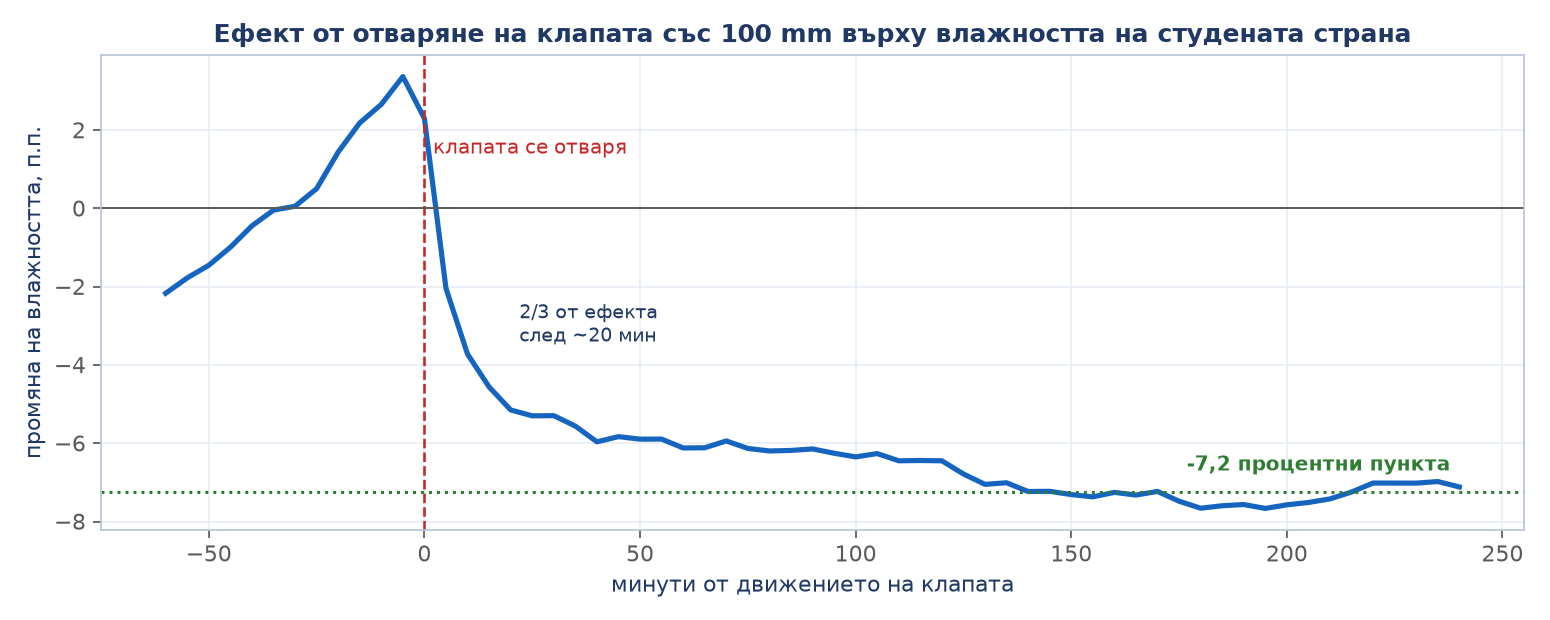 Ефект от отваряне на клапата със 100 mm върху влажността на студената страна
промяна на влажността, п.п.
2
0
−2
−4
−6
−8
клапата се отваря
2/3 от ефекта
след ~20 мин
-7,2 процентни пункта
−50
0
50
100
150
200
250
минути от движението на клапата